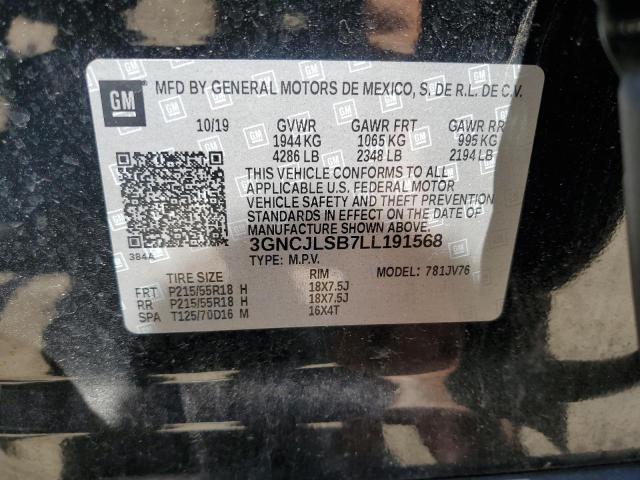 GM
MFD BY GENERAL MOTORS DE MEXICO, S. DE R.L. DE C.V.
10/19 GVWR GAWR FRT GAWR RR
1944 KG 1065 KG 995 KG
4286 LB 2348 LB 2194 LB
THIS VEHICLE CONFORMS TO ALL
APPLICABLE U.S. FEDERAL MOTOR
VEHICLE SAFETY AND THEFT PREVENTION
STANDARDS IN EFFECT ON THE DATE OF
MANUFACTURE SHOWN ABOVE.
384A 3GNCJLSB7LL191568
TYPE: M.P.V. MODEL: 781JV76
TIRE SIZE RIM
FRT P215/55R18 H 18X7.5J
RR P215/55R18 H 18X7.5J
SPA T125/70D16 M 16X4T